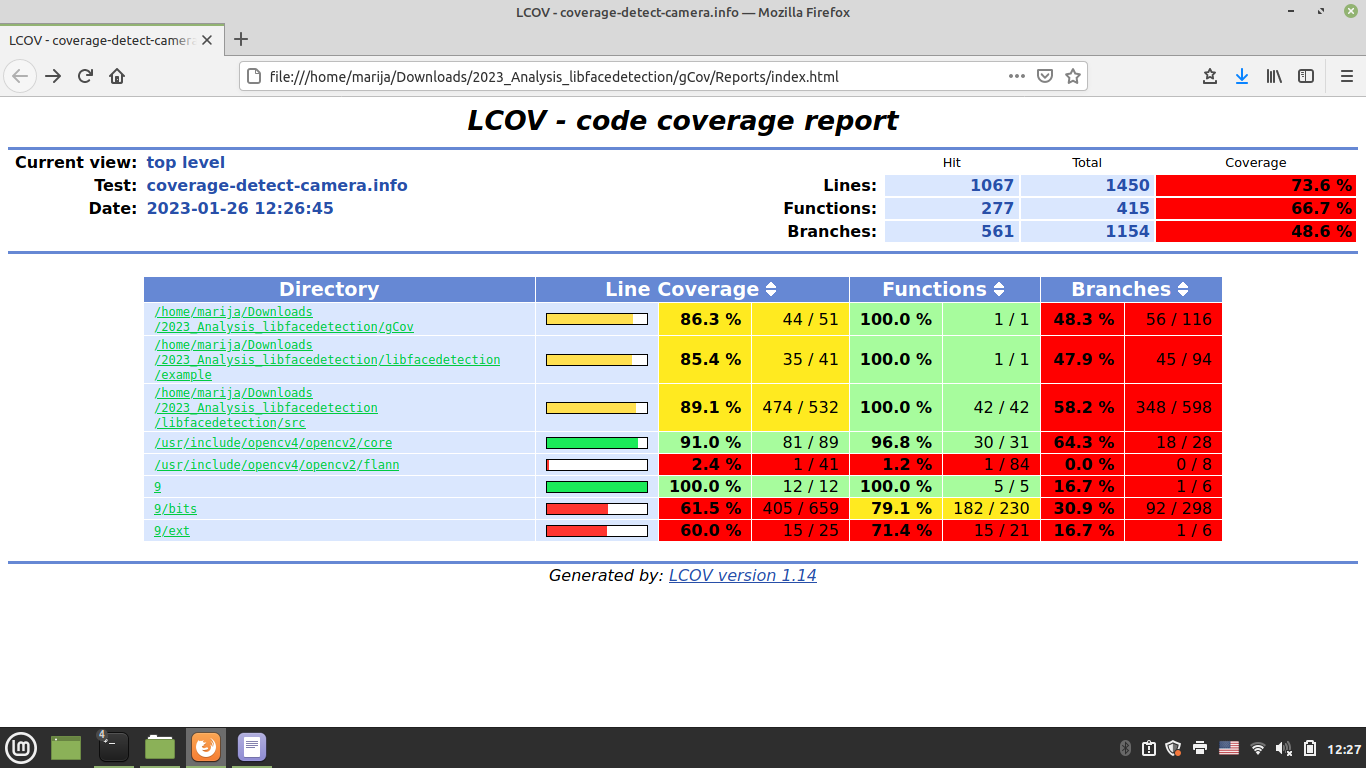 LCOV - coverage-detect-camera.info — Mozilla Firefox
LCOV - coverage-detect-camera
file:///home/marija/Downloads/2023_Analysis_libfacedetection/gCov/Reports/index.html
LCOV - code coverage report
Current view: top level Hit Total Coverage
Test: coverage-detect-camera.info Lines: 1067 1450 73.6 %
Date: 2023-01-26 12:26:45 Functions: 277 415 66.7 %
Branches: 561 1154 48.6 %
Directory Line Coverage Functions Branches
/home/marija/Downloads
/2023_Analysis_libfacedetection/gCov 86.3 % 44 / 51 100.0 % 1 / 1 48.3 % 56 / 116
/home/marija/Downloads
/2023_Analysis_libfacedetection/libfacedetection 85.4 % 35 / 41 100.0 % 1 / 1 47.9 % 45 / 94
/example
/home/marija/Downloads
/2023_Analysis_libfacedetection 89.1 % 474 / 532 100.0 % 42 / 42 58.2 % 348 / 598
/libfacedetection/src
/usr/include/opencv4/opencv2/core 91.0 % 81 / 89 96.8 % 30 / 31 64.3 % 18 / 28
/usr/include/opencv4/opencv2/flann 2.4 % 1 / 41 1.2 % 1 / 84 0.0 % 0 / 8
9 100.0 % 12 / 12 100.0 % 5 / 5 16.7 % 1 / 6
9/bits 61.5 % 405 / 659 79.1 % 182 / 230 30.9 % 92 / 298
9/ext 60.0 % 15 / 25 71.4 % 15 / 21 16.7 % 1 / 6
Generated by: LCOV version 1.14
4
12:27